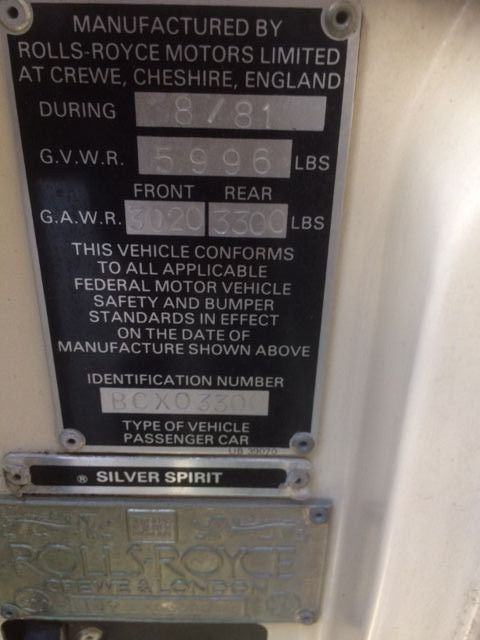 MANUFACTURED BY
ROLLS-ROYCE MOTORS LIMITED
AT CREWE, CHESHIRE, ENGLAND
DURING 8/81
G.V.W.R. 5996 LBS
FRONT REAR
G.A.W.R. 3020 3300 LBS
THIS VEHICLE CONFORMS
TO ALL APPLICABLE
FEDERAL MOTOR VEHICLE
SAFETY AND BUMPER
STANDARDS IN EFFECT
ON THE DATE OF
MANUFACTURE SHOWN ABOVE
IDENTIFICATION NUMBER
TYPE OF VEHICLE
PASSENGER CAR
UB 39070
® SILVER SPIRIT
ROLLS-ROYCE
CREWE & LONDON